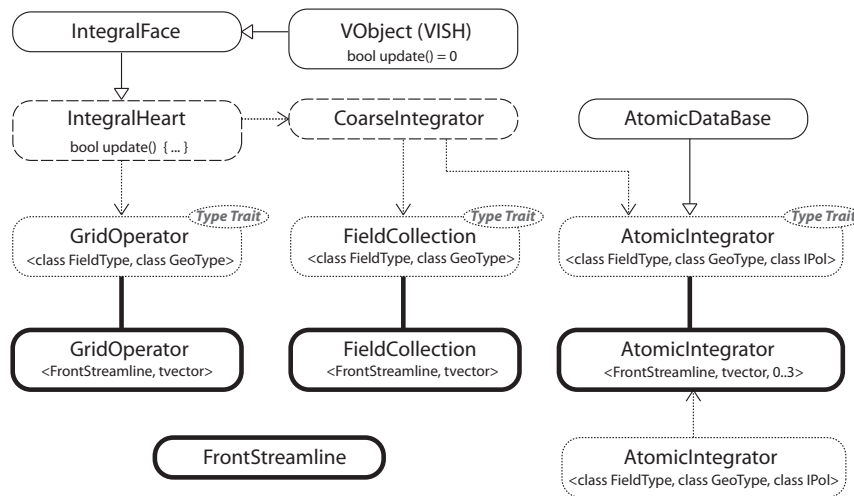 IntegralFace
VObject (VISH)
bool update() = 0
IntegralHeart
bool update() { ... }
CoarseIntegrator
AtomicDataBase
Type Trait
GridOperator
<class FieldType, class GeoType>
Type Trait
FieldCollection
<class FieldType, class GeoType>
Type Trait
AtomicIntegrator
<class FieldType, class GeoType, class IPol>
GridOperator
<FrontStreamline, tvector>
FieldCollection
<FrontStreamline, tvector>
AtomicIntegrator
<FrontStreamline, tvector, 0..3>
FrontStreamline
AtomicIntegrator
<class FieldType, class GeoType, class IPol>